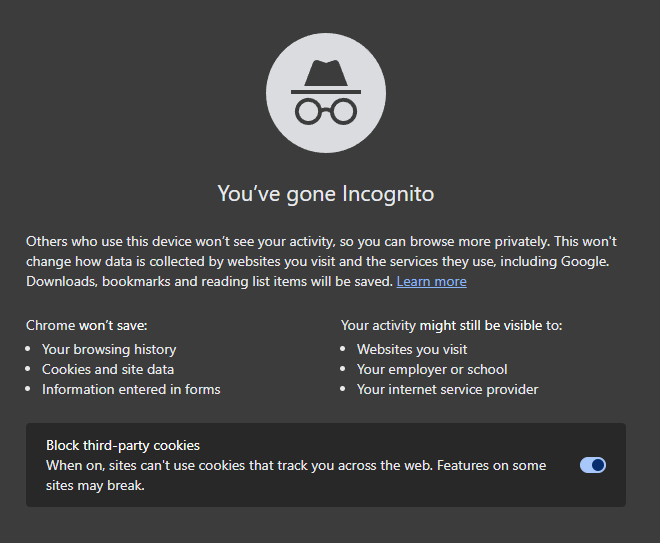 You've gone Incognito
Others who use this device won't see your activity, so you can browse more privately. This won't
change how data is collected by websites you visit and the services they use, including Google.
Downloads, bookmarks and reading list items will be saved. Learn more
Chrome won't save:
Your browsing history
Cookies and site data
Information entered in forms
Your activity might still be visible to:
Websites you visit
Your employer or school
Your internet service provider
Block third-party cookies
When on, sites can't use cookies that track you across the web. Features on some
sites may break.